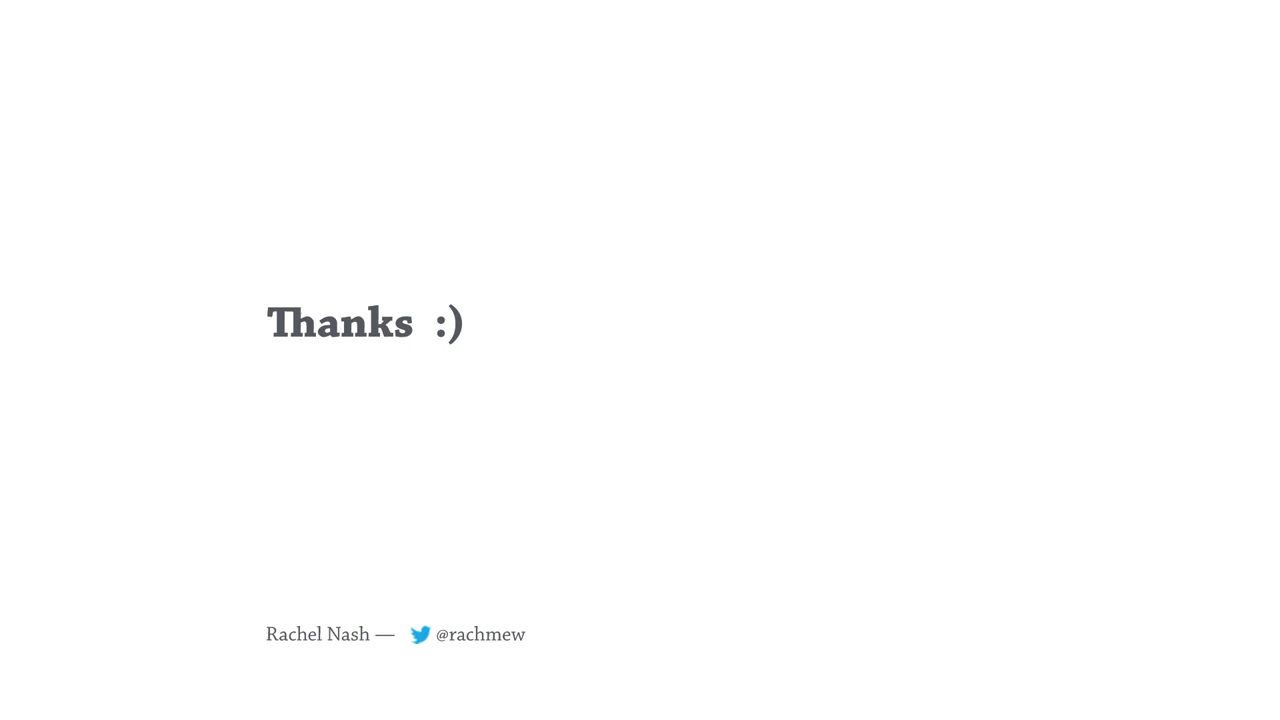 Thanks :)
Rachel Nash — @rachmew